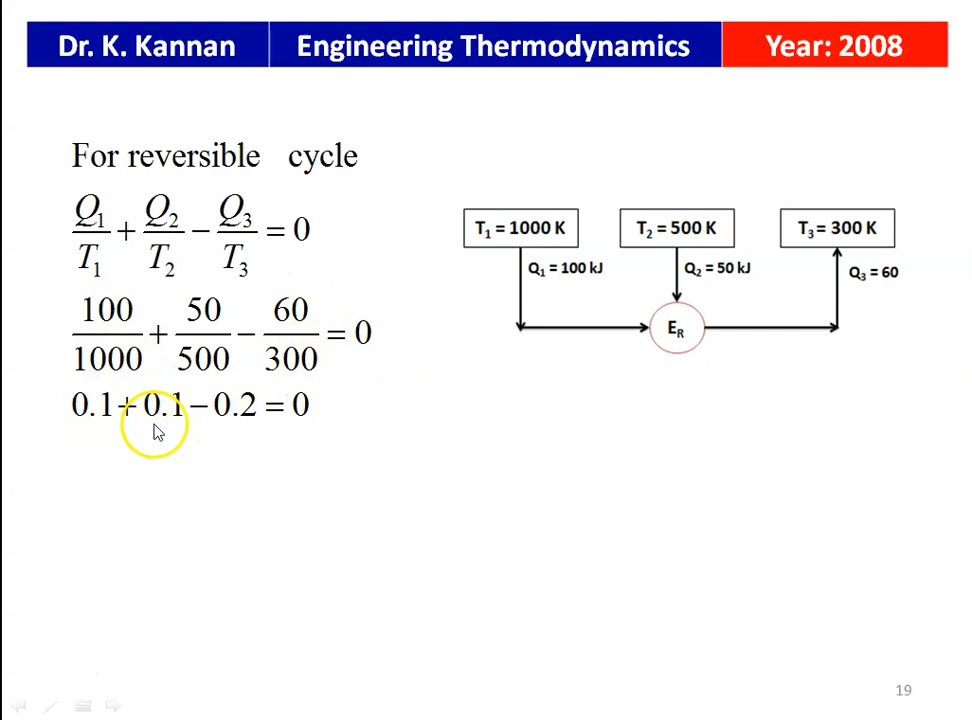 Dr. K. Kannan Engineering Thermodynamics Year: 2008
For reversible cycle
Q₁/T₁ + Q₂/T₂ − Q₃/T₃ = 0
100/1000 + 50/500 − 60/300 = 0
0.1 + 0.1 − 0.2 = 0
T₁ = 1000 K T₂ = 500 K T₃ = 300 K
Q₁ = 100 kJ Q₂ = 50 kJ Q₃ = 60
E_R
19